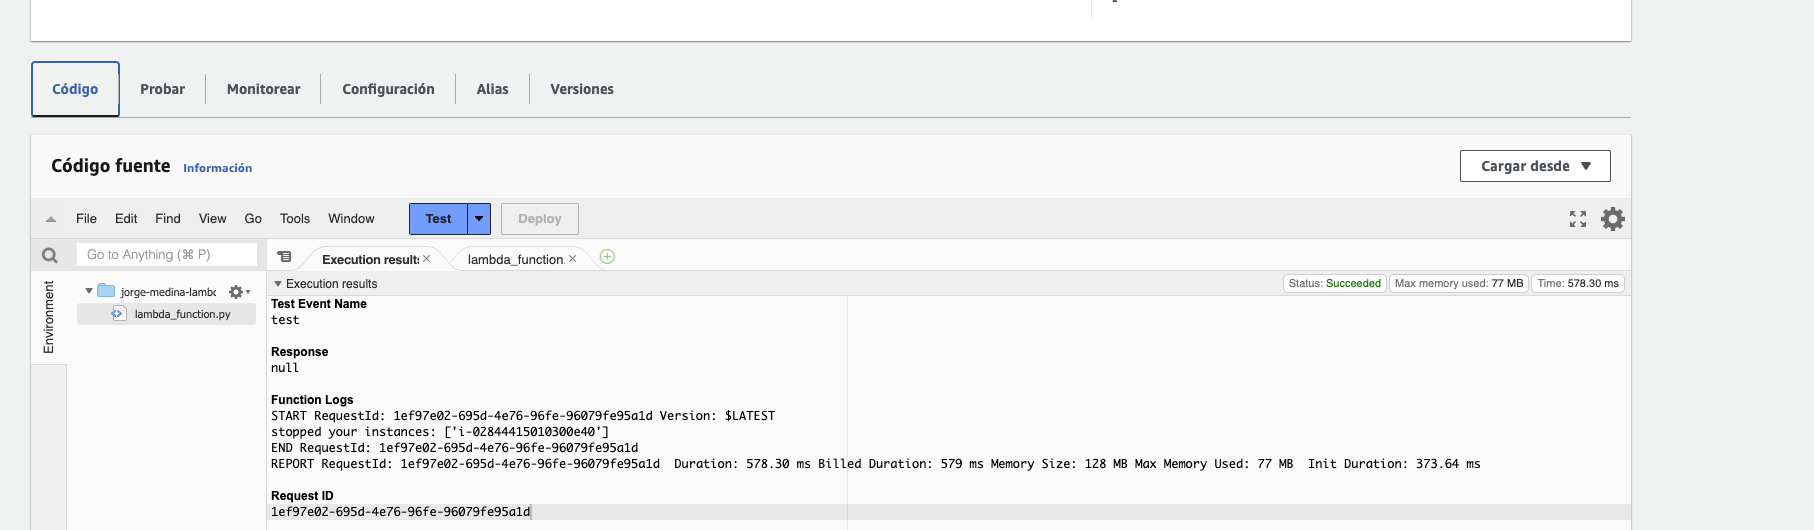 Código Probar Monitorear Configuración Alias Versiones
Código fuente Información Cargar desde
File Edit Find View Go Tools Window Test Deploy
Go to Anything (⌘ P) Execution results lambda_function.
Environment
jorge-medina-lambc
lambda_function.py
Execution results Status: Succeeded Max memory used: 77 MB Time: 578.30 ms
Test Event Name
test
Response
null
Function Logs
START RequestId: 1ef97e02-695d-4e76-96fe-96079fe95a1d Version: $LATEST
stopped your instances: ['i-02844415010300e40']
END RequestId: 1ef97e02-695d-4e76-96fe-96079fe95a1d
REPORT RequestId: 1ef97e02-695d-4e76-96fe-96079fe95a1d Duration: 578.30 ms Billed Duration: 579 ms Memory Size: 128 MB Max Memory Used: 77 MB Init Duration: 373.64 ms
Request ID
1ef97e02-695d-4e76-96fe-96079fe95a1d